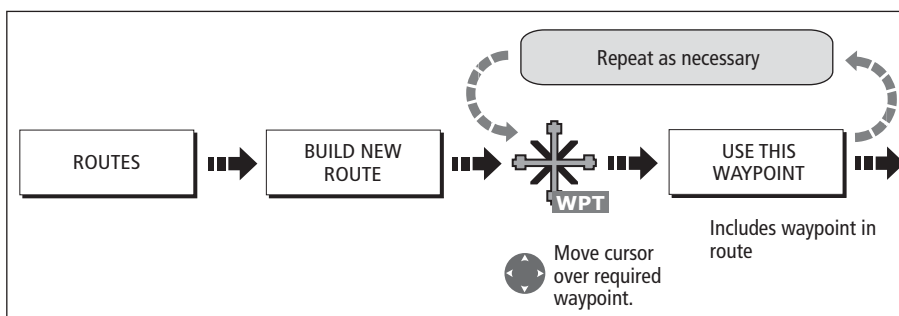 Repeat as necessary
ROUTES
BUILD NEW
ROUTE
WPT
USE THIS
WAYPOINT
Move cursor
over required
waypoint.
Includes waypoint in
route